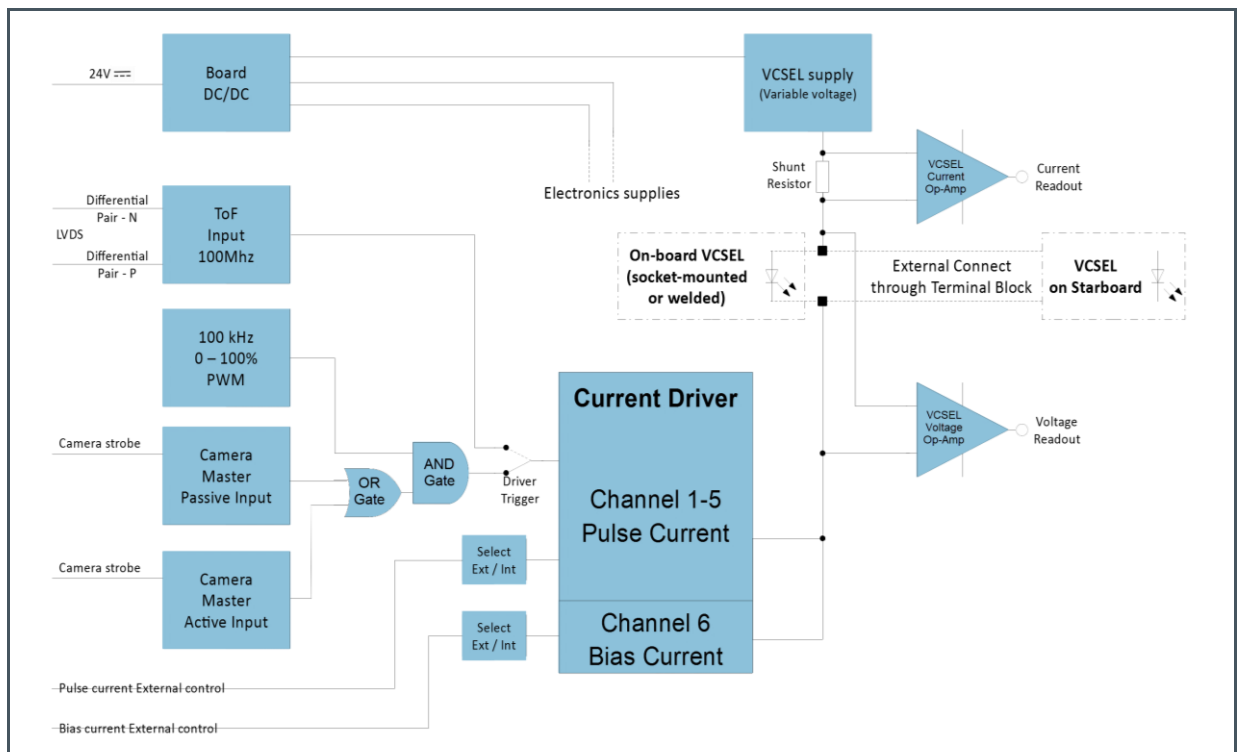 24V
Board
DC/DC
VCSEL supply
(Variable voltage)
Shunt
Resistor
VCSEL
Current
Op-Amp
Current
Readout
Electronics supplies
Differential
Pair - N
LVDS
Differential
Pair - P
ToF
Input
100Mhz
On-board VCSEL
(socket-mounted
or welded)
External Connect
through Terminal Block
VCSEL
on Starboard
100 kHz
0 – 100%
PWM
Current Driver
Channel 1-5
Pulse Current
Channel 6
Bias Current
VCSEL
Voltage
Op-Amp
Voltage
Readout
Camera strobe
Camera
Master
Passive Input
OR
Gate
AND
Gate
Driver
Trigger
Camera strobe
Camera
Master
Active Input
Select
Ext / Int
Select
Ext / Int
Pulse current External control
Bias current External control